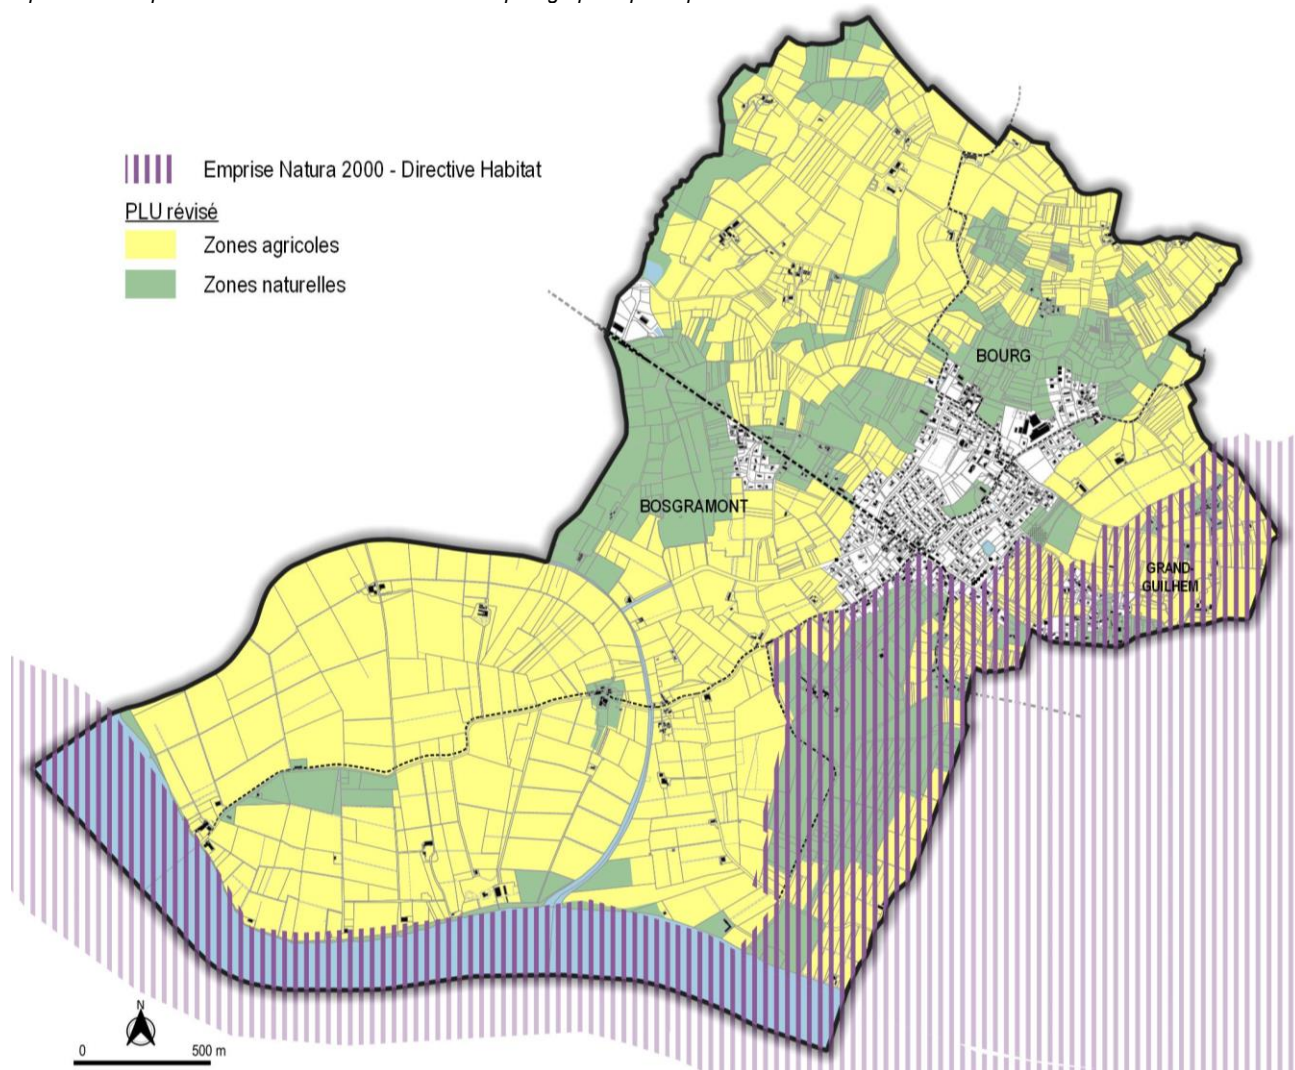 Emprise Natura 2000 - Directive Habitat
PLU révisé
Zones agricoles
Zones naturelles
BOURG
BOSGRAMONT
GRAND-
GUILHEM
N
0 500 m